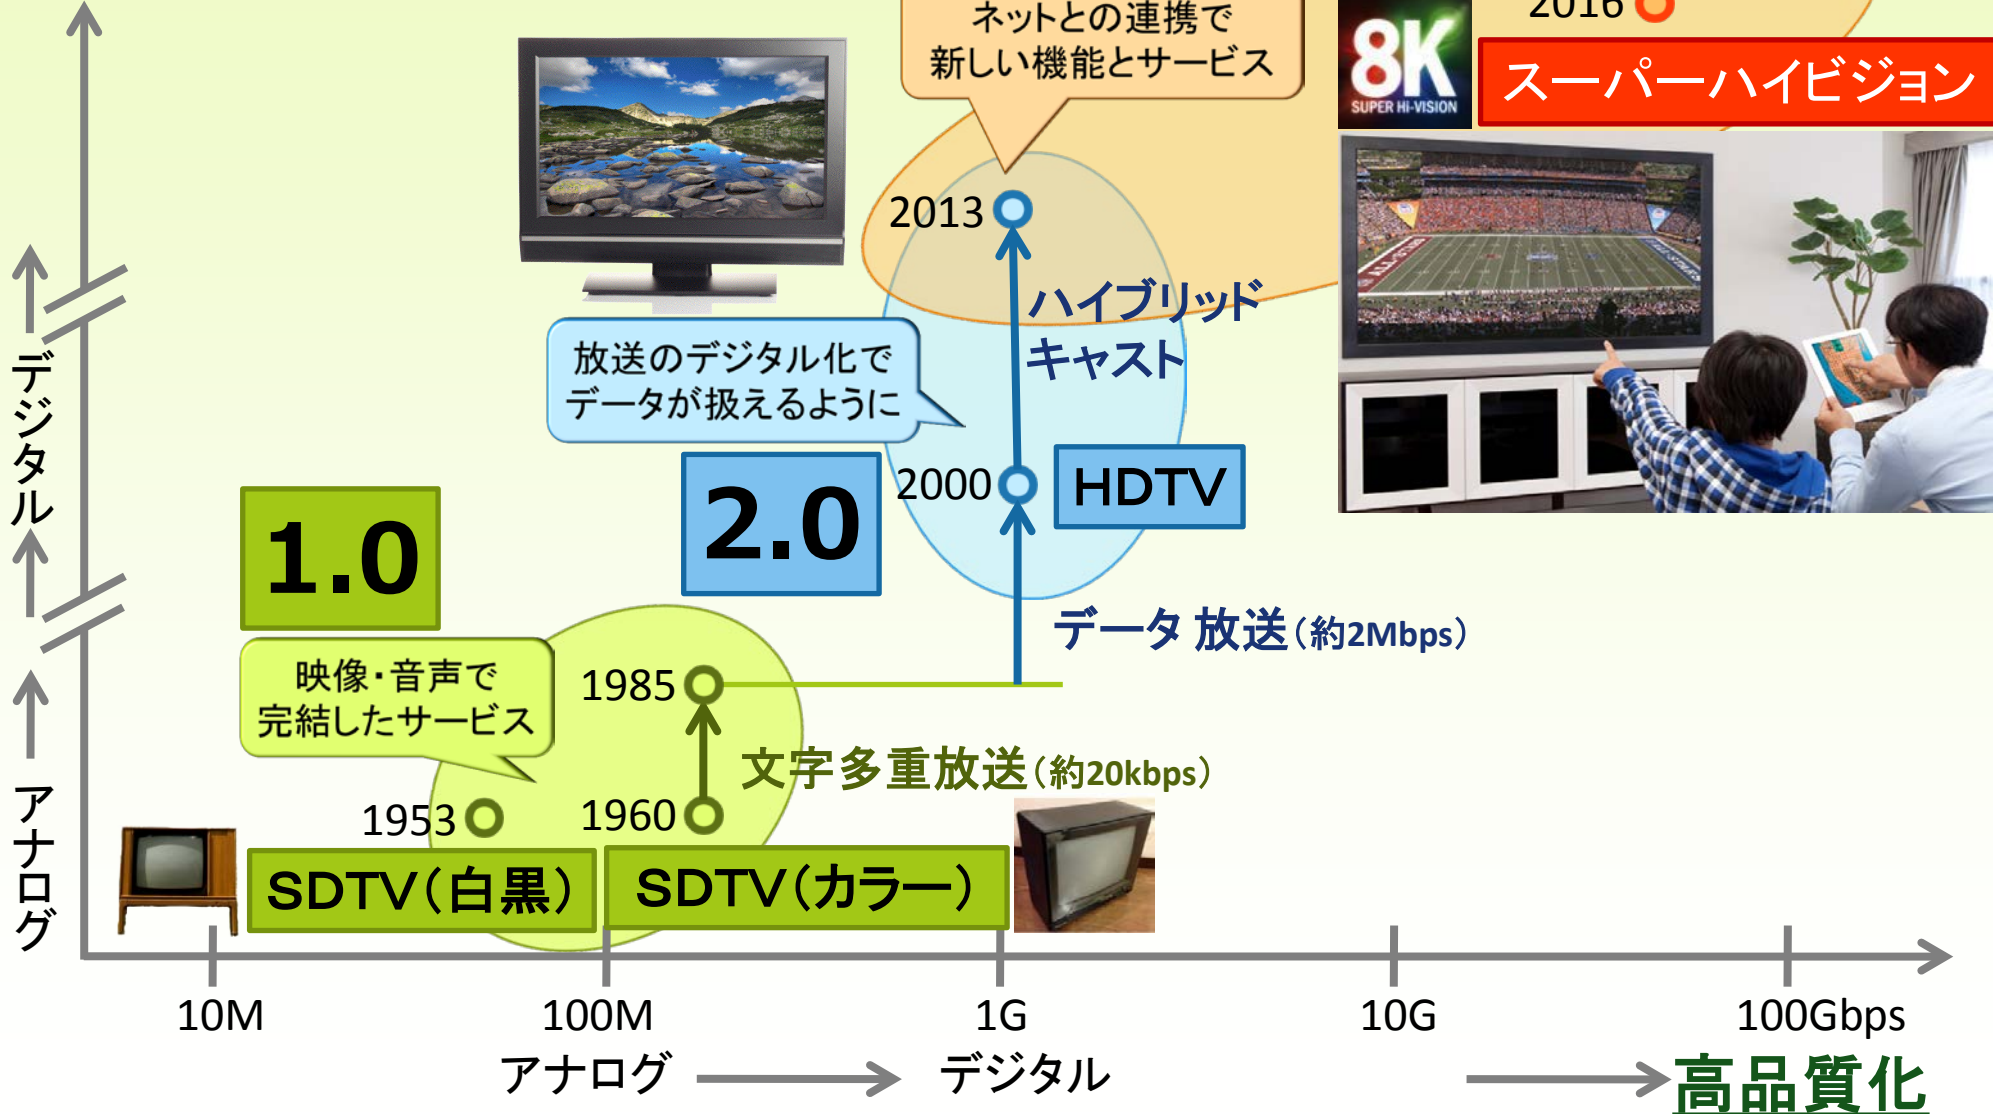 ネットとの連携で
新しい機能とサービス
2016
8K
SUPER HI-VISION
スーパーハイビジョン
2013
ハイブリッド
キャスト
放送のデジタル化で
データが扱えるように
2.0
2000
HDTV
データ 放送（約2Mbps）
1.0
映像・音声で
完結したサービス
1985
文字多重放送（約20kbps）
1953
1960
SDTV（白黒）
SDTV（カラー）
デジタル
アナログ
10M
100M
1G
10G
100Gbps
アナログ
デジタル
高品質化